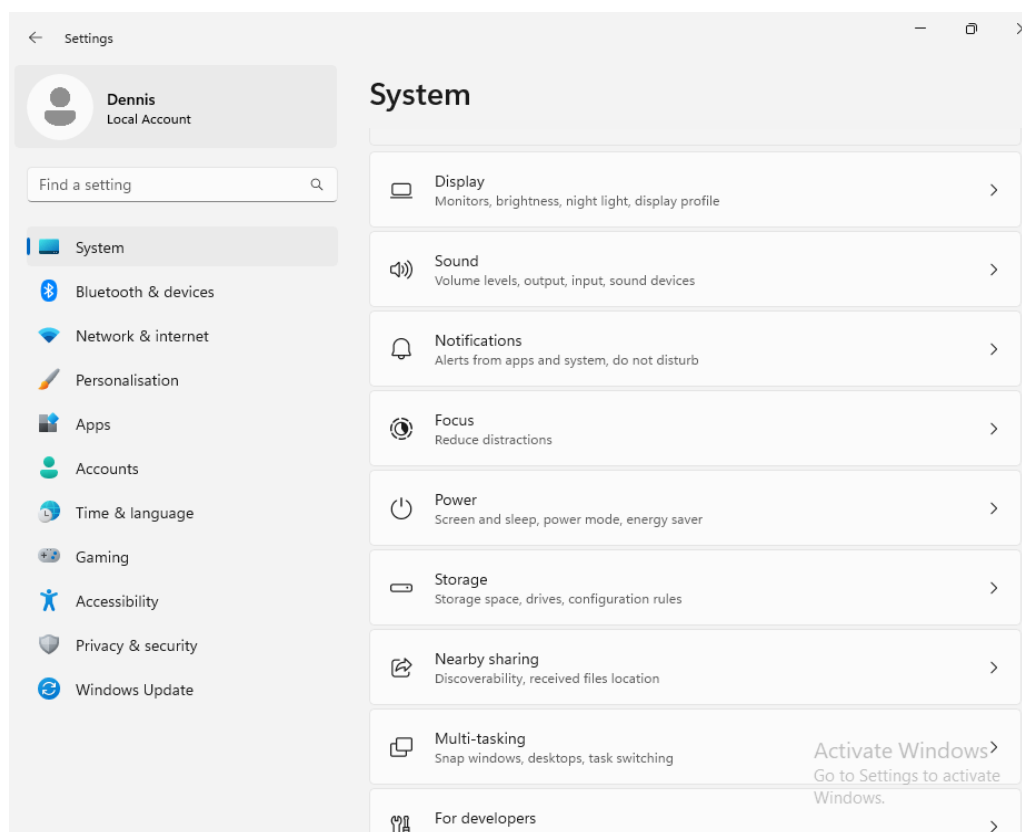 Settings
Dennis
Local Account
Find a setting
System
Bluetooth & devices
Network & internet
Personalisation
Apps
Accounts
Time & language
Gaming
Accessibility
Privacy & security
Windows Update
System
Display
Monitors, brightness, night light, display profile
Sound
Volume levels, output, input, sound devices
Notifications
Alerts from apps and system, do not disturb
Focus
Reduce distractions
Power
Screen and sleep, power mode, energy saver
Storage
Storage space, drives, configuration rules
Nearby sharing
Discoverability, received files location
Multi-tasking
Snap windows, desktops, task switching
For developers
Activate Windows
Go to Settings to activate
Windows.